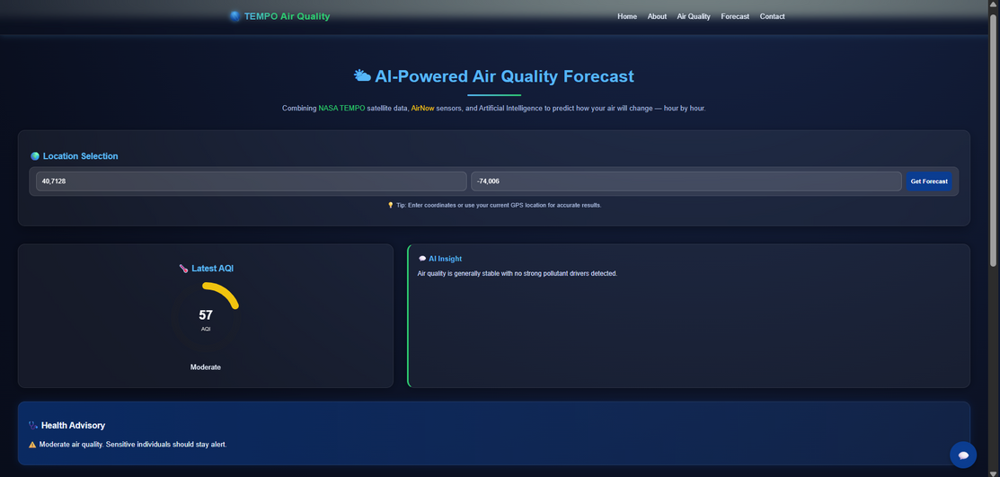 TEMPO Air Quality
Home About Air Quality Forecast Contact
AI-Powered Air Quality Forecast
Combining NASA TEMPO satellite data, AirNow sensors, and Artificial Intelligence to predict how your air will change — hour by hour.
Location Selection
40,7128
-74,006
Get Forecast
Tip: Enter coordinates or use your current GPS location for accurate results.
Latest AQI
57
AQI
Moderate
AI Insight
Air quality is generally stable with no strong pollutant drivers detected.
Health Advisory
Moderate air quality. Sensitive individuals should stay alert.